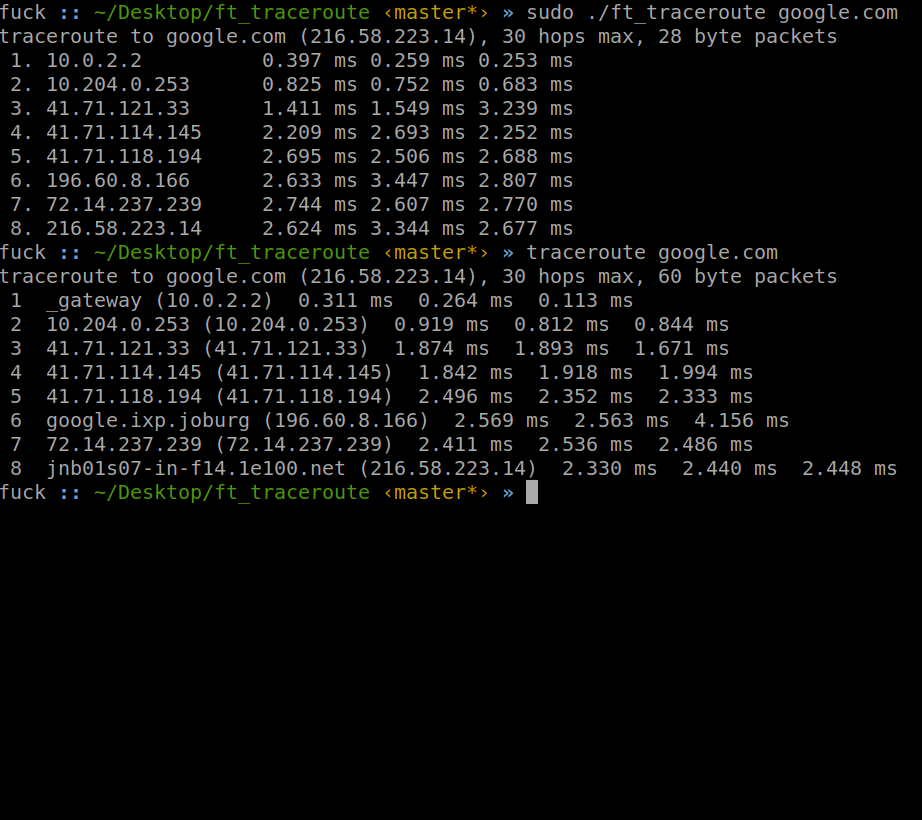 fuck :: ~/Desktop/ft_traceroute ‹master*› » sudo ./ft_traceroute google.com
traceroute to google.com (216.58.223.14), 30 hops max, 28 byte packets
 1. 10.0.2.2          0.397 ms 0.259 ms 0.253 ms
 2. 10.204.0.253      0.825 ms 0.752 ms 0.683 ms
 3. 41.71.121.33      1.411 ms 1.549 ms 3.239 ms
 4. 41.71.114.145     2.209 ms 2.693 ms 2.252 ms
 5. 41.71.118.194     2.695 ms 2.506 ms 2.688 ms
 6. 196.60.8.166      2.633 ms 3.447 ms 2.807 ms
 7. 72.14.237.239     2.744 ms 2.607 ms 2.770 ms
 8. 216.58.223.14     2.624 ms 3.344 ms 2.677 ms
fuck :: ~/Desktop/ft_traceroute ‹master*› » traceroute google.com
traceroute to google.com (216.58.223.14), 30 hops max, 60 byte packets
 1  _gateway (10.0.2.2)  0.311 ms  0.264 ms  0.113 ms
 2  10.204.0.253 (10.204.0.253)  0.919 ms  0.812 ms  0.844 ms
 3  41.71.121.33 (41.71.121.33)  1.874 ms  1.893 ms  1.671 ms
 4  41.71.114.145 (41.71.114.145)  1.842 ms  1.918 ms  1.994 ms
 5  41.71.118.194 (41.71.118.194)  2.496 ms  2.352 ms  2.333 ms
 6  google.ixp.joburg (196.60.8.166)  2.569 ms  2.563 ms  4.156 ms
 7  72.14.237.239 (72.14.237.239)  2.411 ms  2.536 ms  2.486 ms
 8  jnb01s07-in-f14.1e100.net (216.58.223.14)  2.330 ms  2.440 ms  2.448 ms
fuck :: ~/Desktop/ft_traceroute ‹master*› »